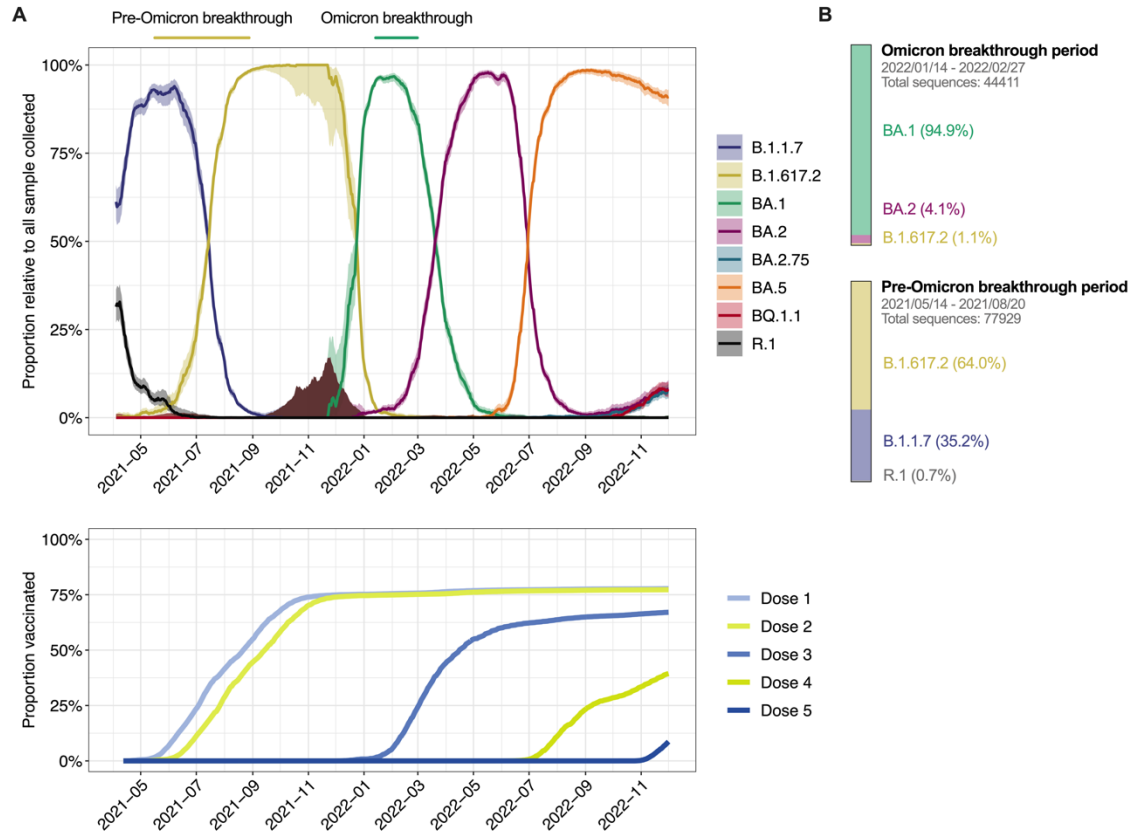 A
Pre-Omicron breakthrough
Omicron breakthrough
Proportion relative to all sample collected
100%
75%
50%
25%
0%
2021-05
2021-07
2021-09
2021-11
2022-01
2022-03
2022-05
2022-07
2022-09
2022-11
B.1.1.7
B.1.617.2
BA.1
BA.2
BA.2.75
BA.5
BQ.1.1
R.1
Proportion vaccinated
100%
75%
50%
25%
0%
2021-05
2021-07
2021-09
2021-11
2022-01
2022-03
2022-05
2022-07
2022-09
2022-11
Dose 1
Dose 2
Dose 3
Dose 4
Dose 5
B
Omicron breakthrough period
2022/01/14 - 2022/02/27
Total sequences: 44411
BA.1 (94.9%)
BA.2 (4.1%)
B.1.617.2 (1.1%)
Pre-Omicron breakthrough period
2021/05/14 - 2021/08/20
Total sequences: 77929
B.1.617.2 (64.0%)
B.1.1.7 (35.2%)
R.1 (0.7%)